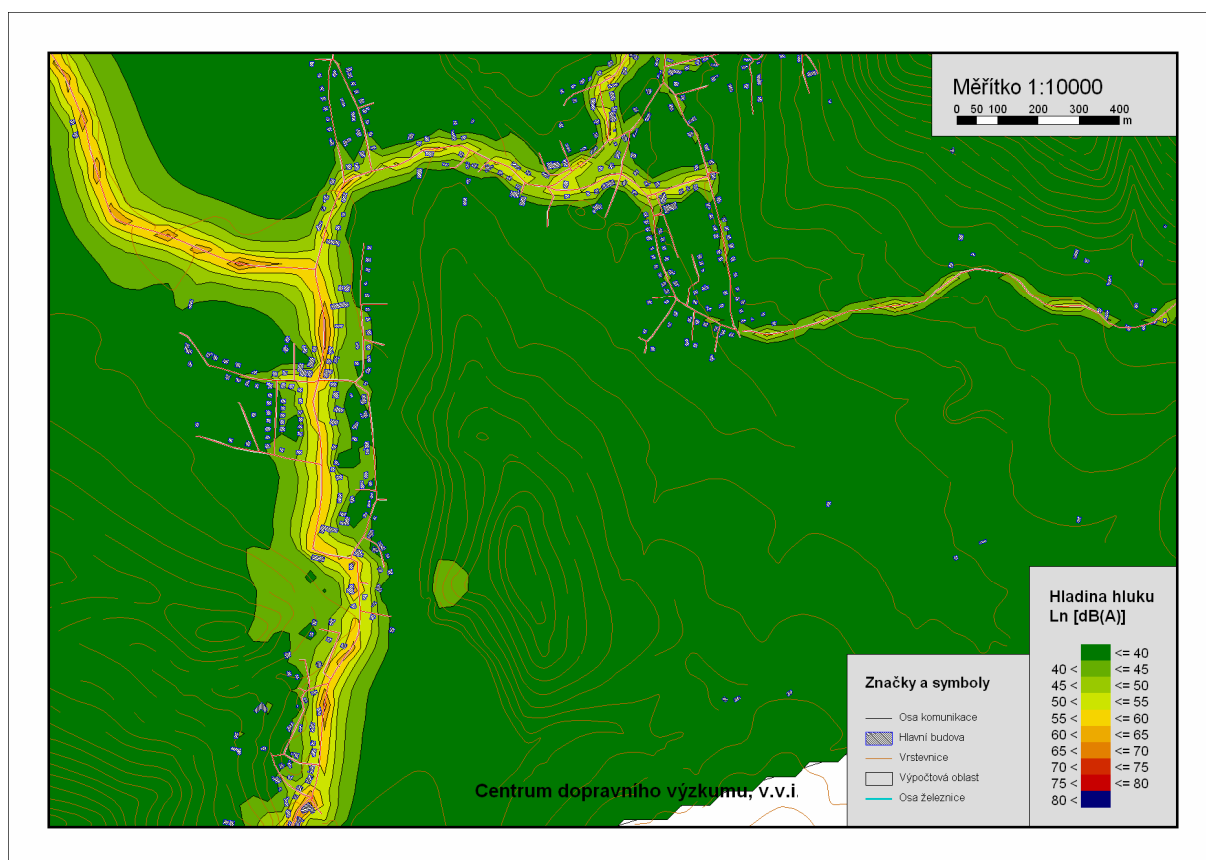 Měřítko 1:10000
0 50 100 200 300 400
m
Hladina hluku
Ln [dB(A)]
<= 40
40 < <= 45
45 < <= 50
50 < <= 55
55 < <= 60
60 < <= 65
65 < <= 70
70 < <= 75
75 < <= 80
80 <
Značky a symboly
Osa komunikace
Hlavní budova
Vrstevnice
Výpočtová oblast
Osa železnice
Centrum dopravního výzkumu, v.v.i.